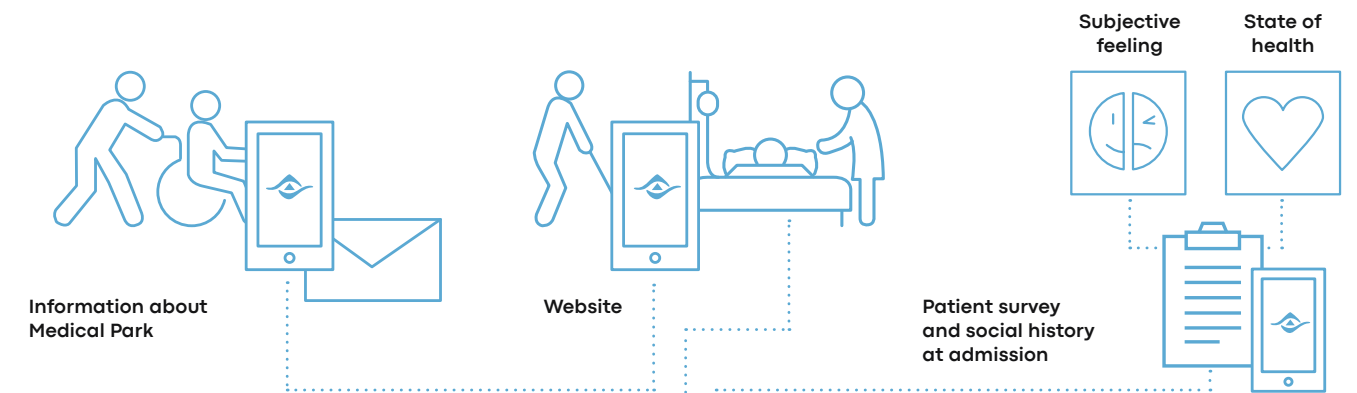 Subjective
feeling
State of
health
Information about
Medical Park
Website
Patient survey
and social history
at admission